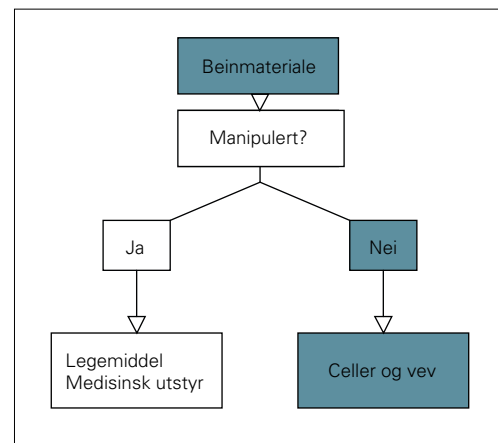 Beinmateriale
Manipulert?
Ja
Nei
Legemiddel
Medisinsk utstyr
Celler og vev